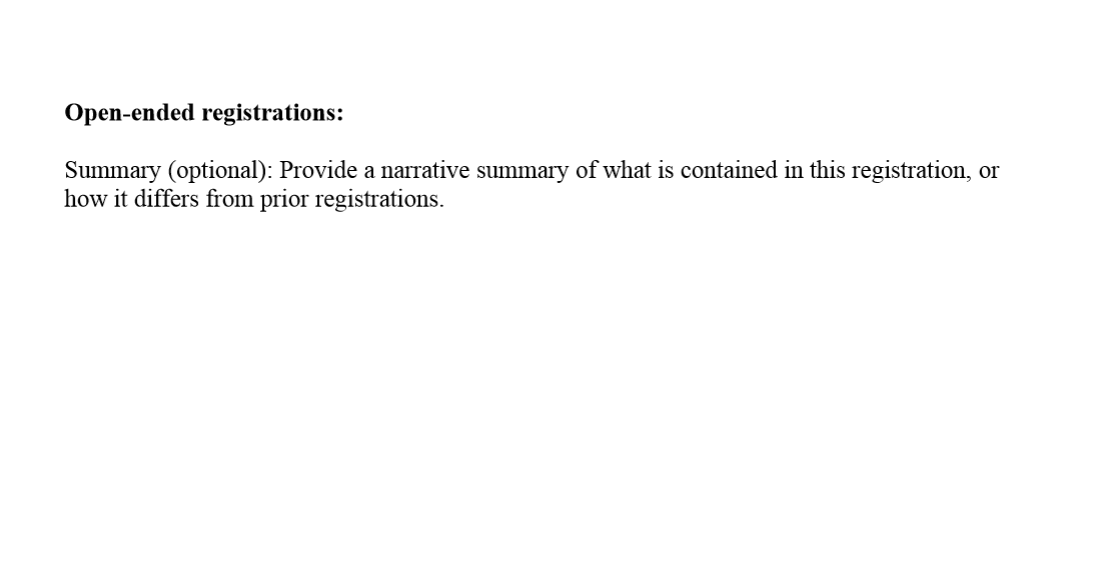 Open-ended registrations:
Summary (optional): Provide a narrative summary of what is contained in this registration, or
how it differs from prior registrations.